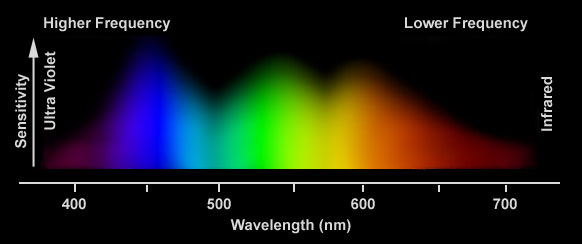 Higher Frequency
Lower Frequency
Sensitivity
Ultra Violet
Infrared
400
500
600
700
Wavelength (nm)